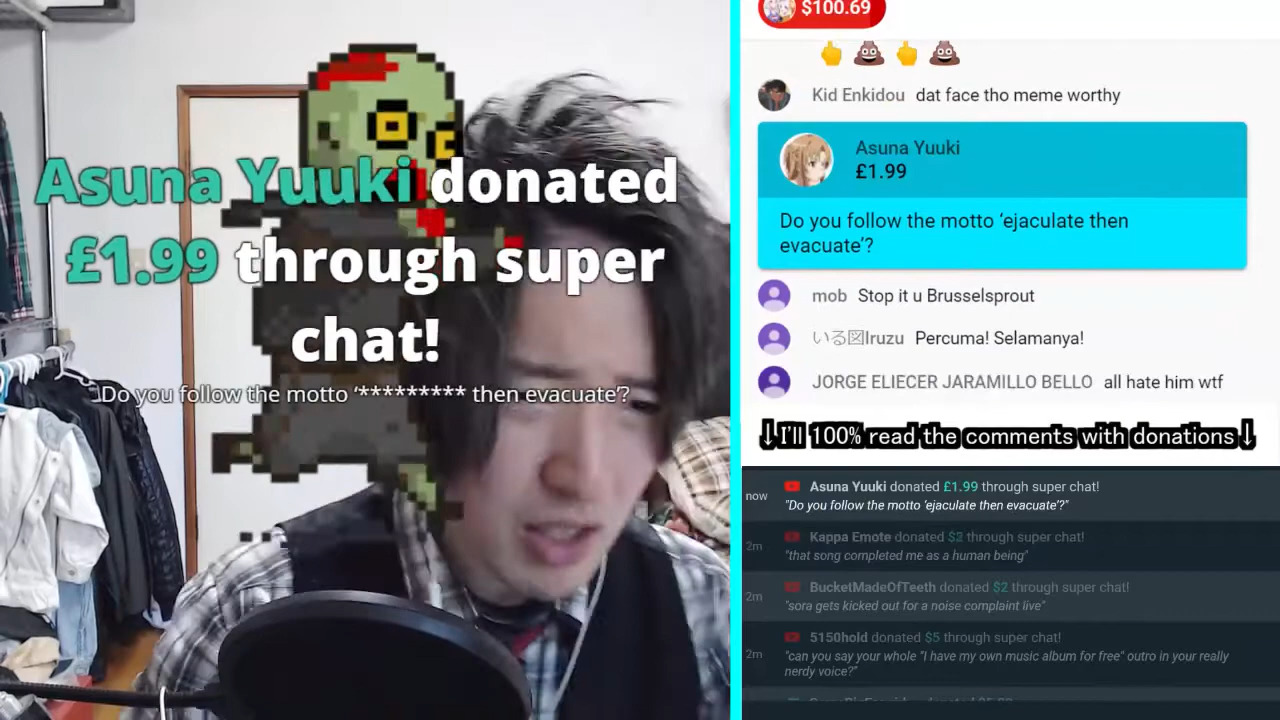 Asuna Yuuki donated
£1.99 through super
chat!
Do you follow the motto ‘********* then evacuate’?
$100.69
🖕 💩 🖕 💩
Kid Enkidou dat face tho meme worthy
Asuna Yuuki
£1.99
Do you follow the motto ‘ejaculate then
evacuate’?
mob Stop it u Brusselsprout
いる図Iruzu Percuma! Selamanya!
JORGE ELIECER JARAMILLO BELLO all hate him wtf
↓I'll 100% read the comments with donations↓
now Asuna Yuuki donated £1.99 through super chat!
"Do you follow the motto ‘ejaculate then evacuate’?"
2m Kappa Emote donated $2 through super chat!
"that song completed me as a human being"
2m BucketMadeOfTeeth donated $2 through super chat!
"sora gets kicked out for a noise complaint live"
2m 5150hold donated $5 through super chat!
"can you say your whole "I have my own music album for free" outro in your really
nerdy voice?"